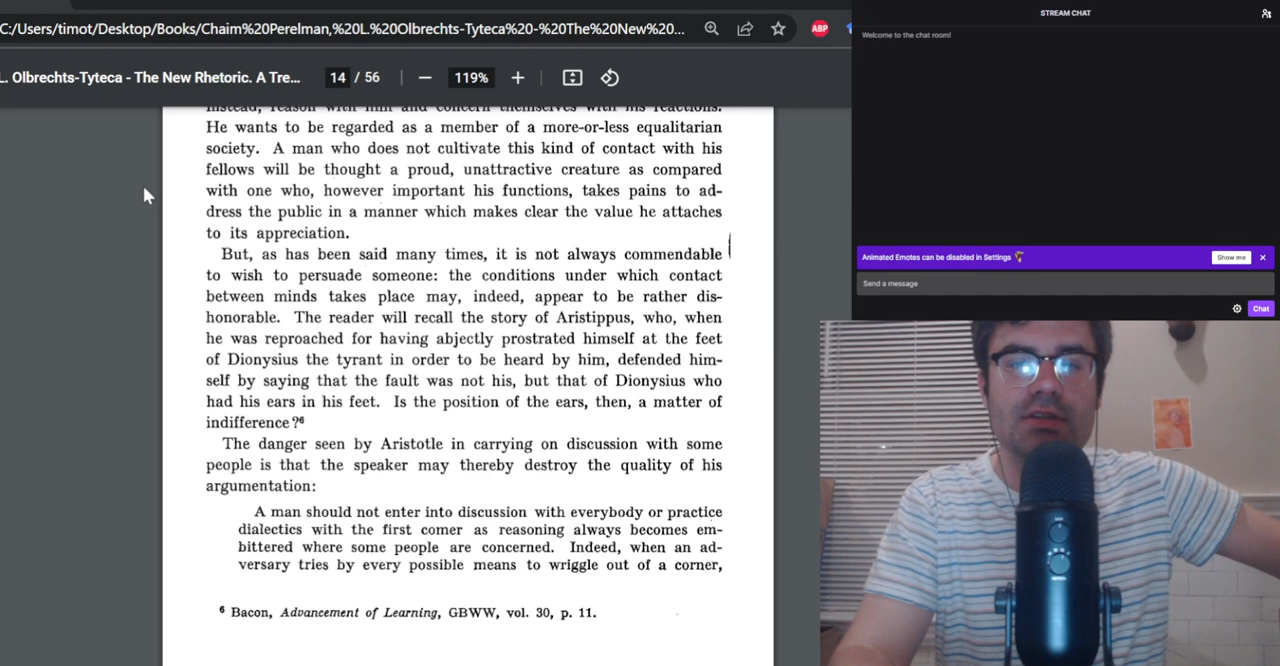 C:/Users/timot/Desktop/Books/Chaim%20Perelman,%20L.%20Olbrechts-Tyteca%20-%20The%20New%20...
ABP
L. Olbrechts-Tyteca - The New Rhetoric. A Tre...
14 / 56
119%
instead, reason with him and concern themselves with his reactions.
He wants to be regarded as a member of a more-or-less equalitarian
society. A man who does not cultivate this kind of contact with his
fellows will be thought a proud, unattractive creature as compared
with one who, however important his functions, takes pains to ad-
dress the public in a manner which makes clear the value he attaches
to its appreciation.
But, as has been said many times, it is not always commendable
to wish to persuade someone: the conditions under which contact
between minds takes place may, indeed, appear to be rather dis-
honorable. The reader will recall the story of Aristippus, who, when
he was reproached for having abjectly prostrated himself at the feet
of Dionysius the tyrant in order to be heard by him, defended him-
self by saying that the fault was not his, but that of Dionysius who
had his ears in his feet. Is the position of the ears, then, a matter of
indifference?⁶
The danger seen by Aristotle in carrying on discussion with some
people is that the speaker may thereby destroy the quality of his
argumentation:
A man should not enter into discussion with everybody or practice
dialectics with the first comer as reasoning always becomes em-
bittered where some people are concerned. Indeed, when an ad-
versary tries by every possible means to wriggle out of a corner,
⁶ Bacon, Advancement of Learning, GBWW, vol. 30, p. 11.
STREAM CHAT
Welcome to the chat room!
Animated Emotes can be disabled in Settings
Show me
Send a message
Chat